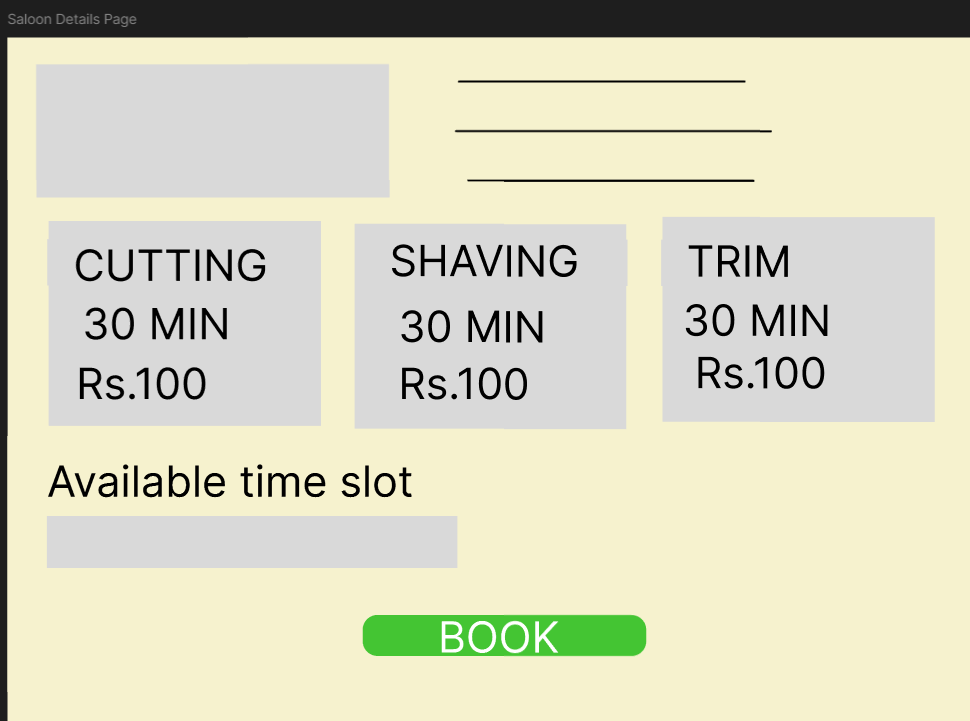 Saloon Details Page
CUTTING
30 MIN
Rs.100
SHAVING
30 MIN
Rs.100
TRIM
30 MIN
Rs.100
Available time slot
BOOK